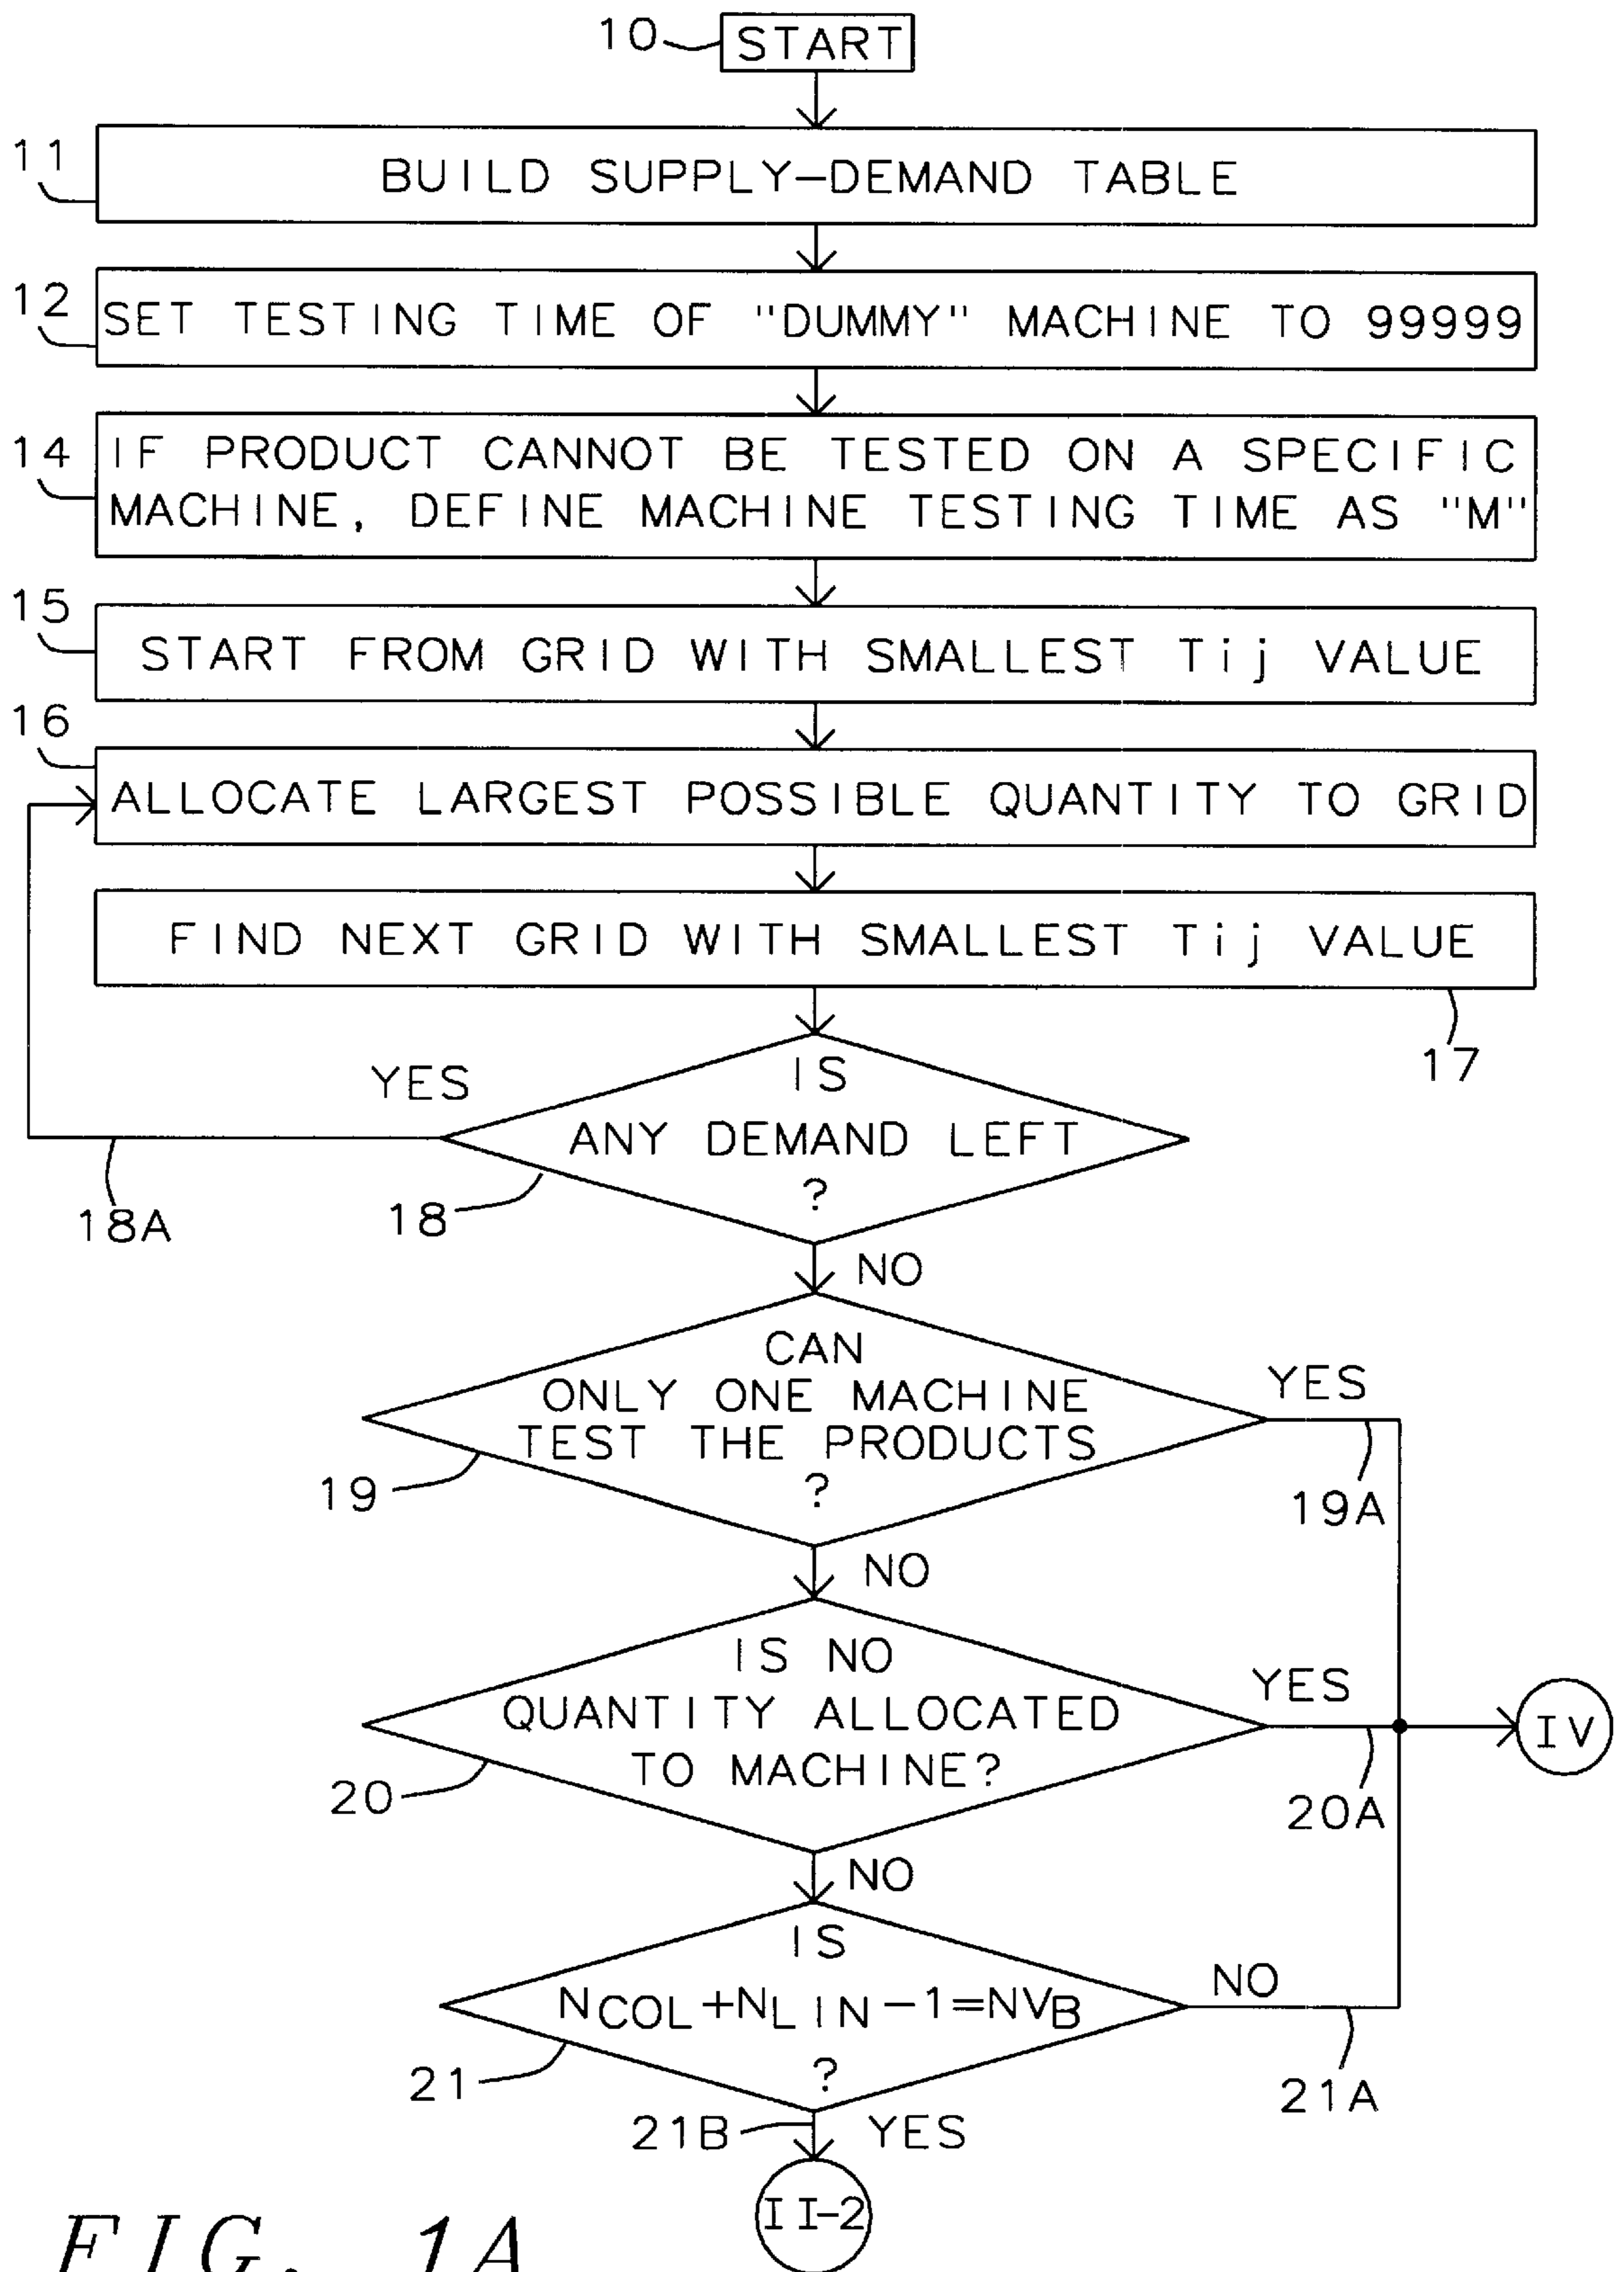 10
START
11
BUILD SUPPLY-DEMAND TABLE
12
SET TESTING TIME OF "DUMMY" MACHINE TO 99999
14
IF PRODUCT CANNOT BE TESTED ON A SPECIFIC
MACHINE, DEFINE MACHINE TESTING TIME AS "M"
15
START FROM GRID WITH SMALLEST Tij VALUE
16
ALLOCATE LARGEST POSSIBLE QUANTITY TO GRID
FIND NEXT GRID WITH SMALLEST Tij VALUE
17
YES
IS
ANY DEMAND LEFT
?
18A
18
NO
CAN
ONLY ONE MACHINE
TEST THE PRODUCTS
?
YES
19
19A
NO
IS NO
QUANTITY ALLOCATED
TO MACHINE?
YES
IV
20
20A
NO
IS
NCOL+NLIN-1=NVB
?
NO
21
21A
21B
YES
II-2
FIG. 1A